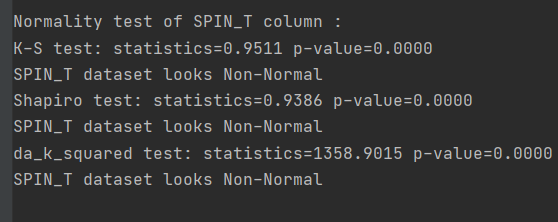 Normality test of SPIN_T column :
K-S test: statistics=0.9511 p-value=0.0000
SPIN_T dataset looks Non-Normal
Shapiro test: statistics=0.9386 p-value=0.0000
SPIN_T dataset looks Non-Normal
da_k_squared test: statistics=1358.9015 p-value=0.0000
SPIN_T dataset looks Non-Normal